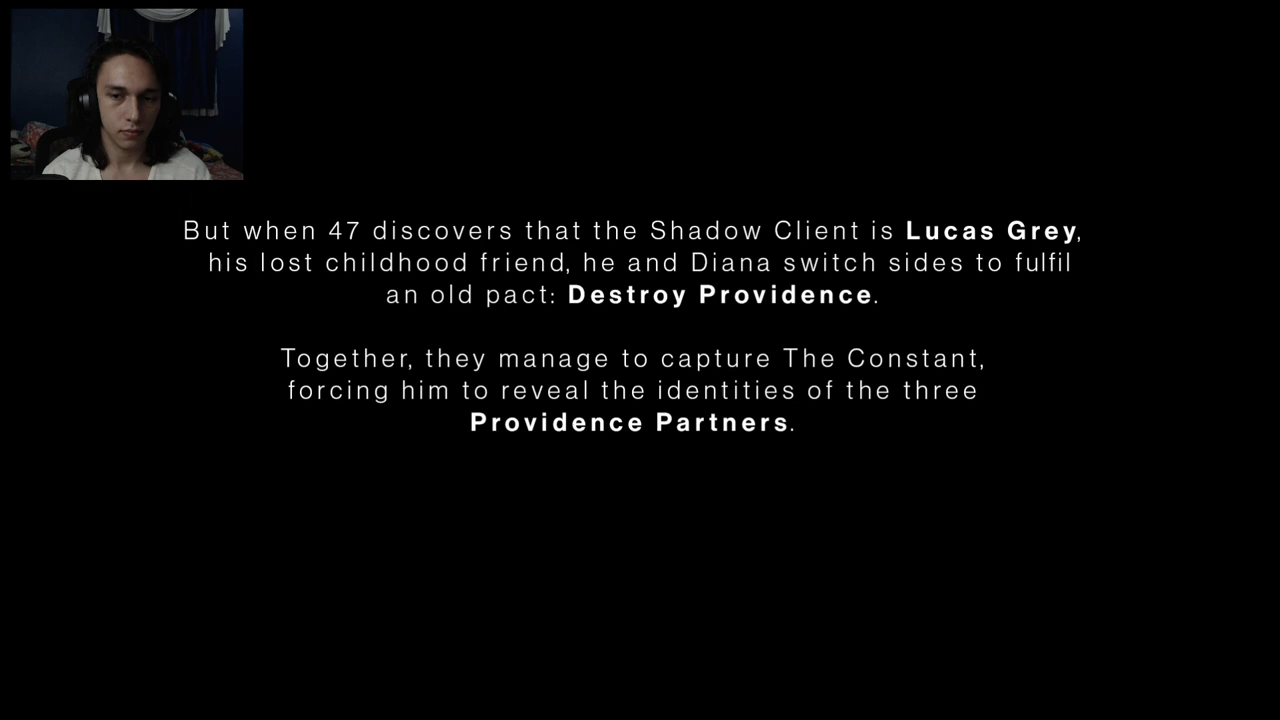 But when 47 discovers that the Shadow Client is Lucas Grey,
his lost childhood friend, he and Diana switch sides to fulfil
an old pact: Destroy Providence.
Together, they manage to capture The Constant,
forcing him to reveal the identities of the three
Providence Partners.